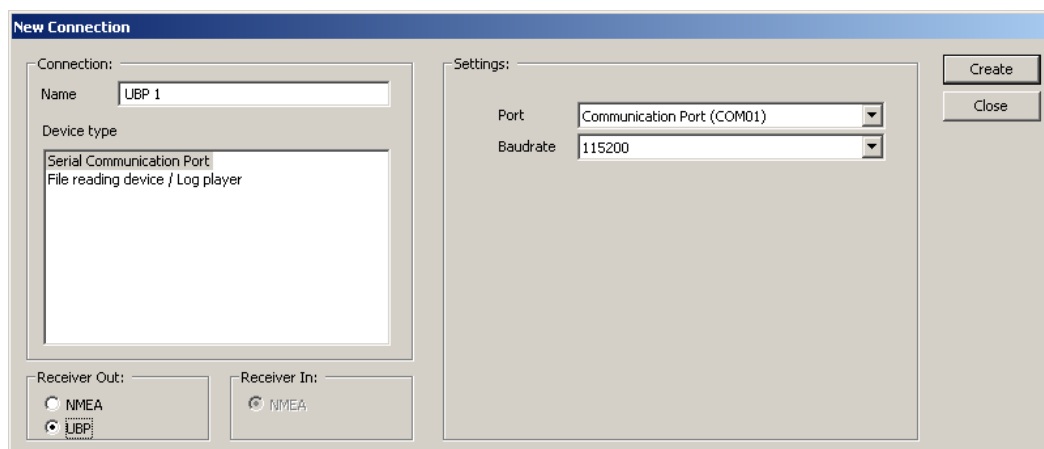 New Connection
Connection:
Name UBP 1
Device type
Serial Communication Port
File reading device / Log player
Receiver Out:
NMEA
UBP
Receiver In:
NMEA
Settings:
Port Communication Port (COM01)
Baudrate 115200
Create
Close